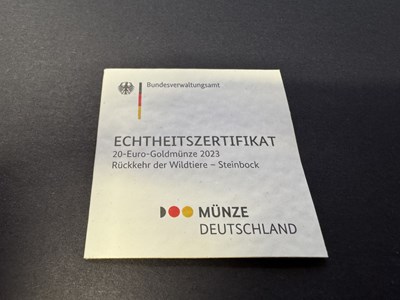 Bundesverwaltungsamt
ECHTHEITSZERTIFIKAT
20-Euro-Goldmünze 2023
Rückkehr der Wildtiere – Steinbock
MÜNZE
DEUTSCHLAND